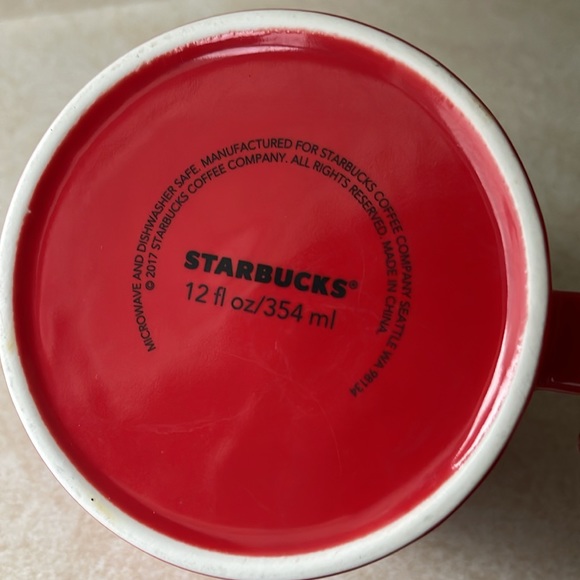 MICROWAVE AND DISHWASHER SAFE. MANUFACTURED FOR STARBUCKS COFFEE COMPANY SEATTLE WA 98134
© 2017 STARBUCKS COFFEE COMPANY. ALL RIGHTS RESERVED. MADE IN CHINA.
STARBUCKS®
12 fl oz/354 ml